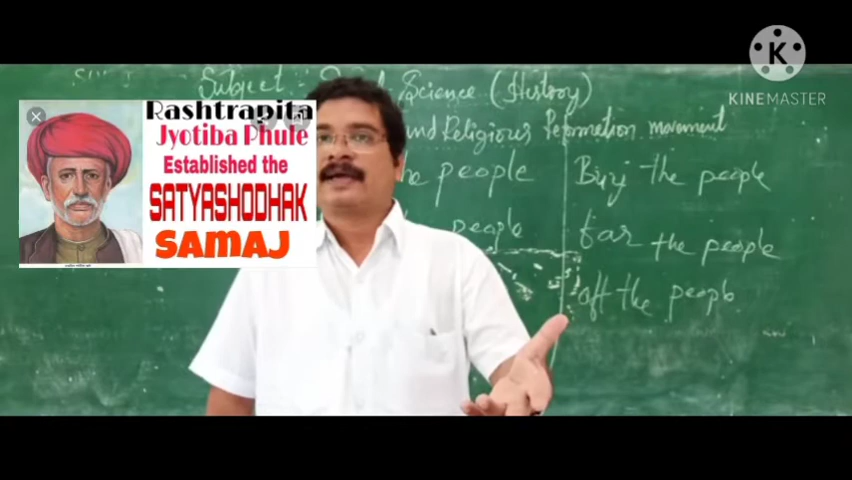 Subject Science (History)
and Religious Reformation movement
Rashtrapita
Jyotiba Phule
Established the
SATYASHODHAK
SAMAJ
the people
people
Buy the people
far the people
off the people
K
KINEMASTER